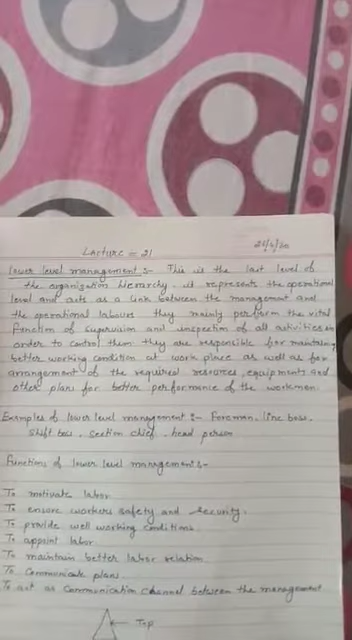 Lacture = 21
lower level management :- This is the last level of
the organization hierarchy. it represents the operational
level and acts as a link between the management and
the operational labours they mainly perform the vital
function of supervision and inspection of all activities in
order to control them they are responsible for maintaining
better working condition at work place as well as for
arrangement of the required resources, equipments and
other plans for better performance of the workmen.
Examples of lower level management :- Foreman, line boss,
shift boss, section chief, head person
Functions of lower level management :-
To motivate labor
To ensure workers safety and security.
To provide well working conditions
To appoint labor
To maintain better labor relation
To communicate plans
To act as communication channel between the management
Top